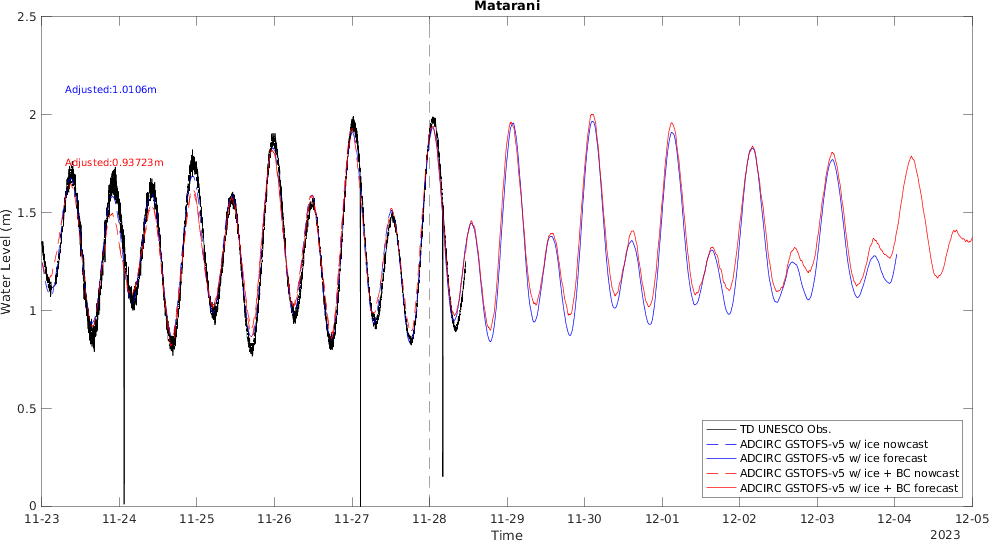 Matarani
2.5
2
1.5
1
0.5
0
Water Level (m)
Adjusted:1.0106m
Adjusted:0.93723m
TD UNESCO Obs.
ADCIRC GSTOFS-v5 w/ ice nowcast
ADCIRC GSTOFS-v5 w/ ice forecast
ADCIRC GSTOFS-v5 w/ ice + BC nowcast
ADCIRC GSTOFS-v5 w/ ice + BC forecast
11-23 11-24 11-25 11-26 11-27 11-28 11-29 11-30 12-01 12-02 12-03 12-04 12-05
Time
2023